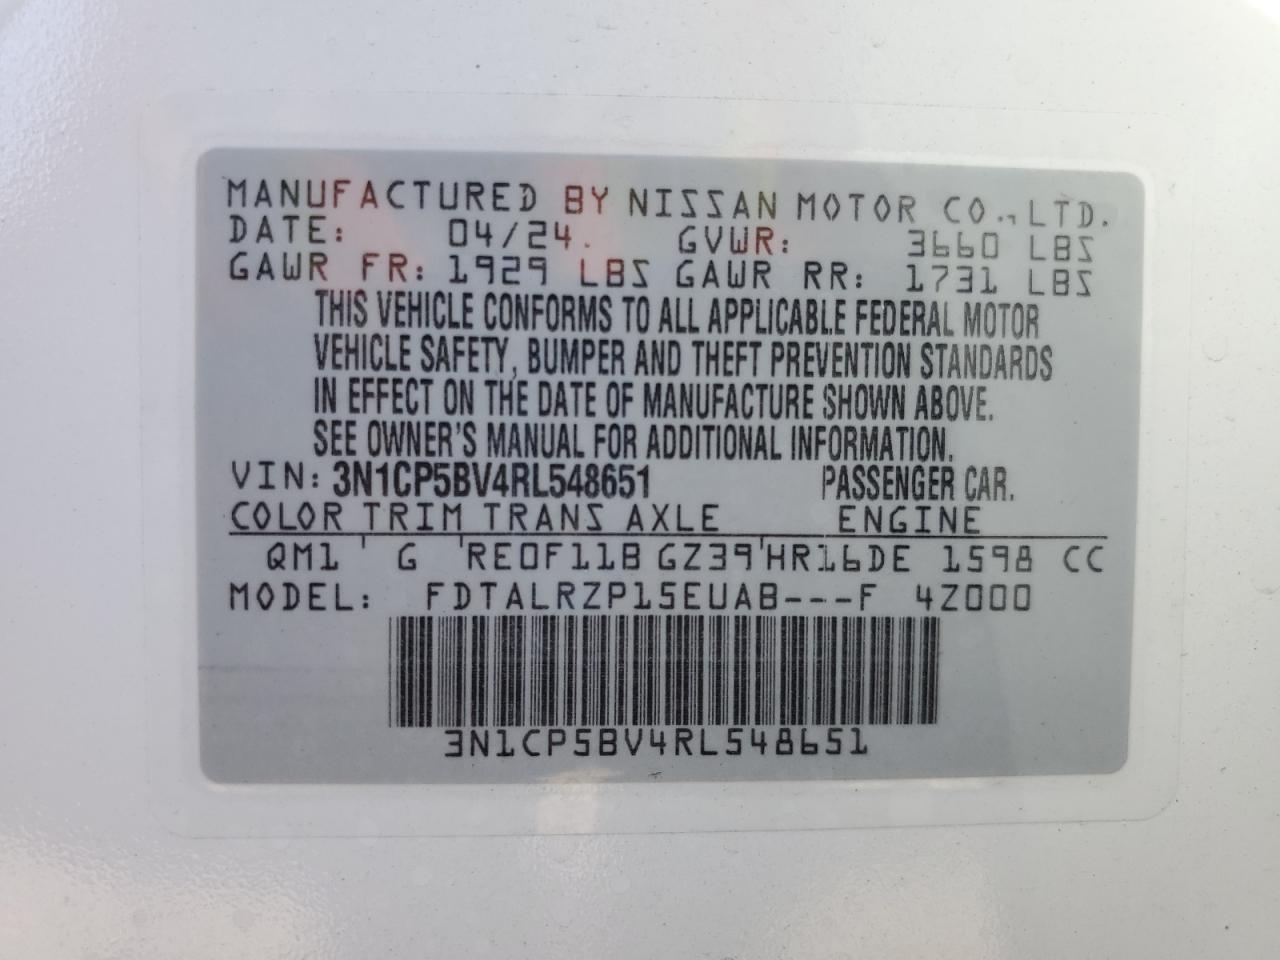 MANUFACTURED BY NISSAN MOTOR CO., LTD.
DATE: 04/24. GVWR: 3660 LBS
GAWR FR: 1929 LBS GAWR RR: 1731 LBS
THIS VEHICLE CONFORMS TO ALL APPLICABLE FEDERAL MOTOR
VEHICLE SAFETY, BUMPER AND THEFT PREVENTION STANDARDS
IN EFFECT ON THE DATE OF MANUFACTURE SHOWN ABOVE.
SEE OWNER'S MANUAL FOR ADDITIONAL INFORMATION.
VIN: 3N1CP5BV4RL548651 PASSENGER CAR.
COLOR TRIM TRANS AXLE ENGINE
QM1 G RE0F11B GZ39 HR16DE 1598 CC
MODEL: FDTALRZP15EUAB---F 4Z000
3N1CP5BV4RL548651